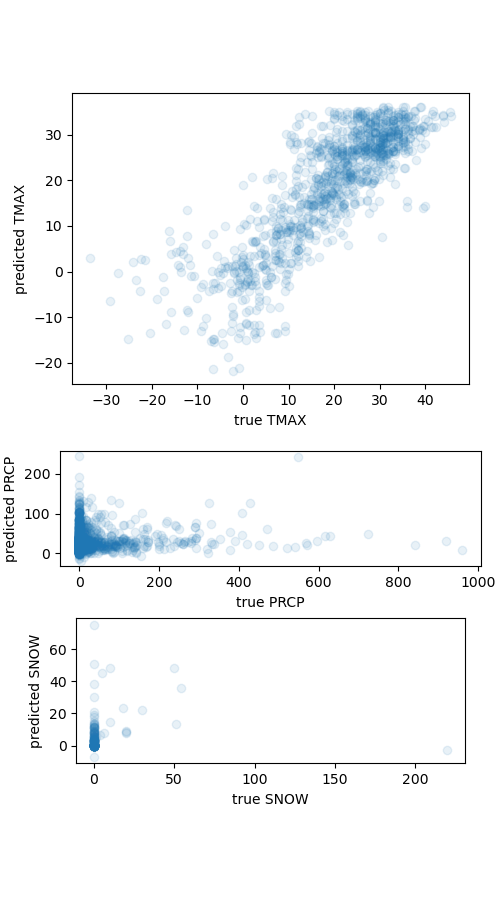 30
20
10
0
−10
−20
predicted TMAX
−30 −20 −10 0 10 20 30 40
true TMAX
200
100
0
predicted PRCP
0 200 400 600 800 1000
true PRCP
60
40
20
0
predicted SNOW
0 50 100 150 200
true SNOW